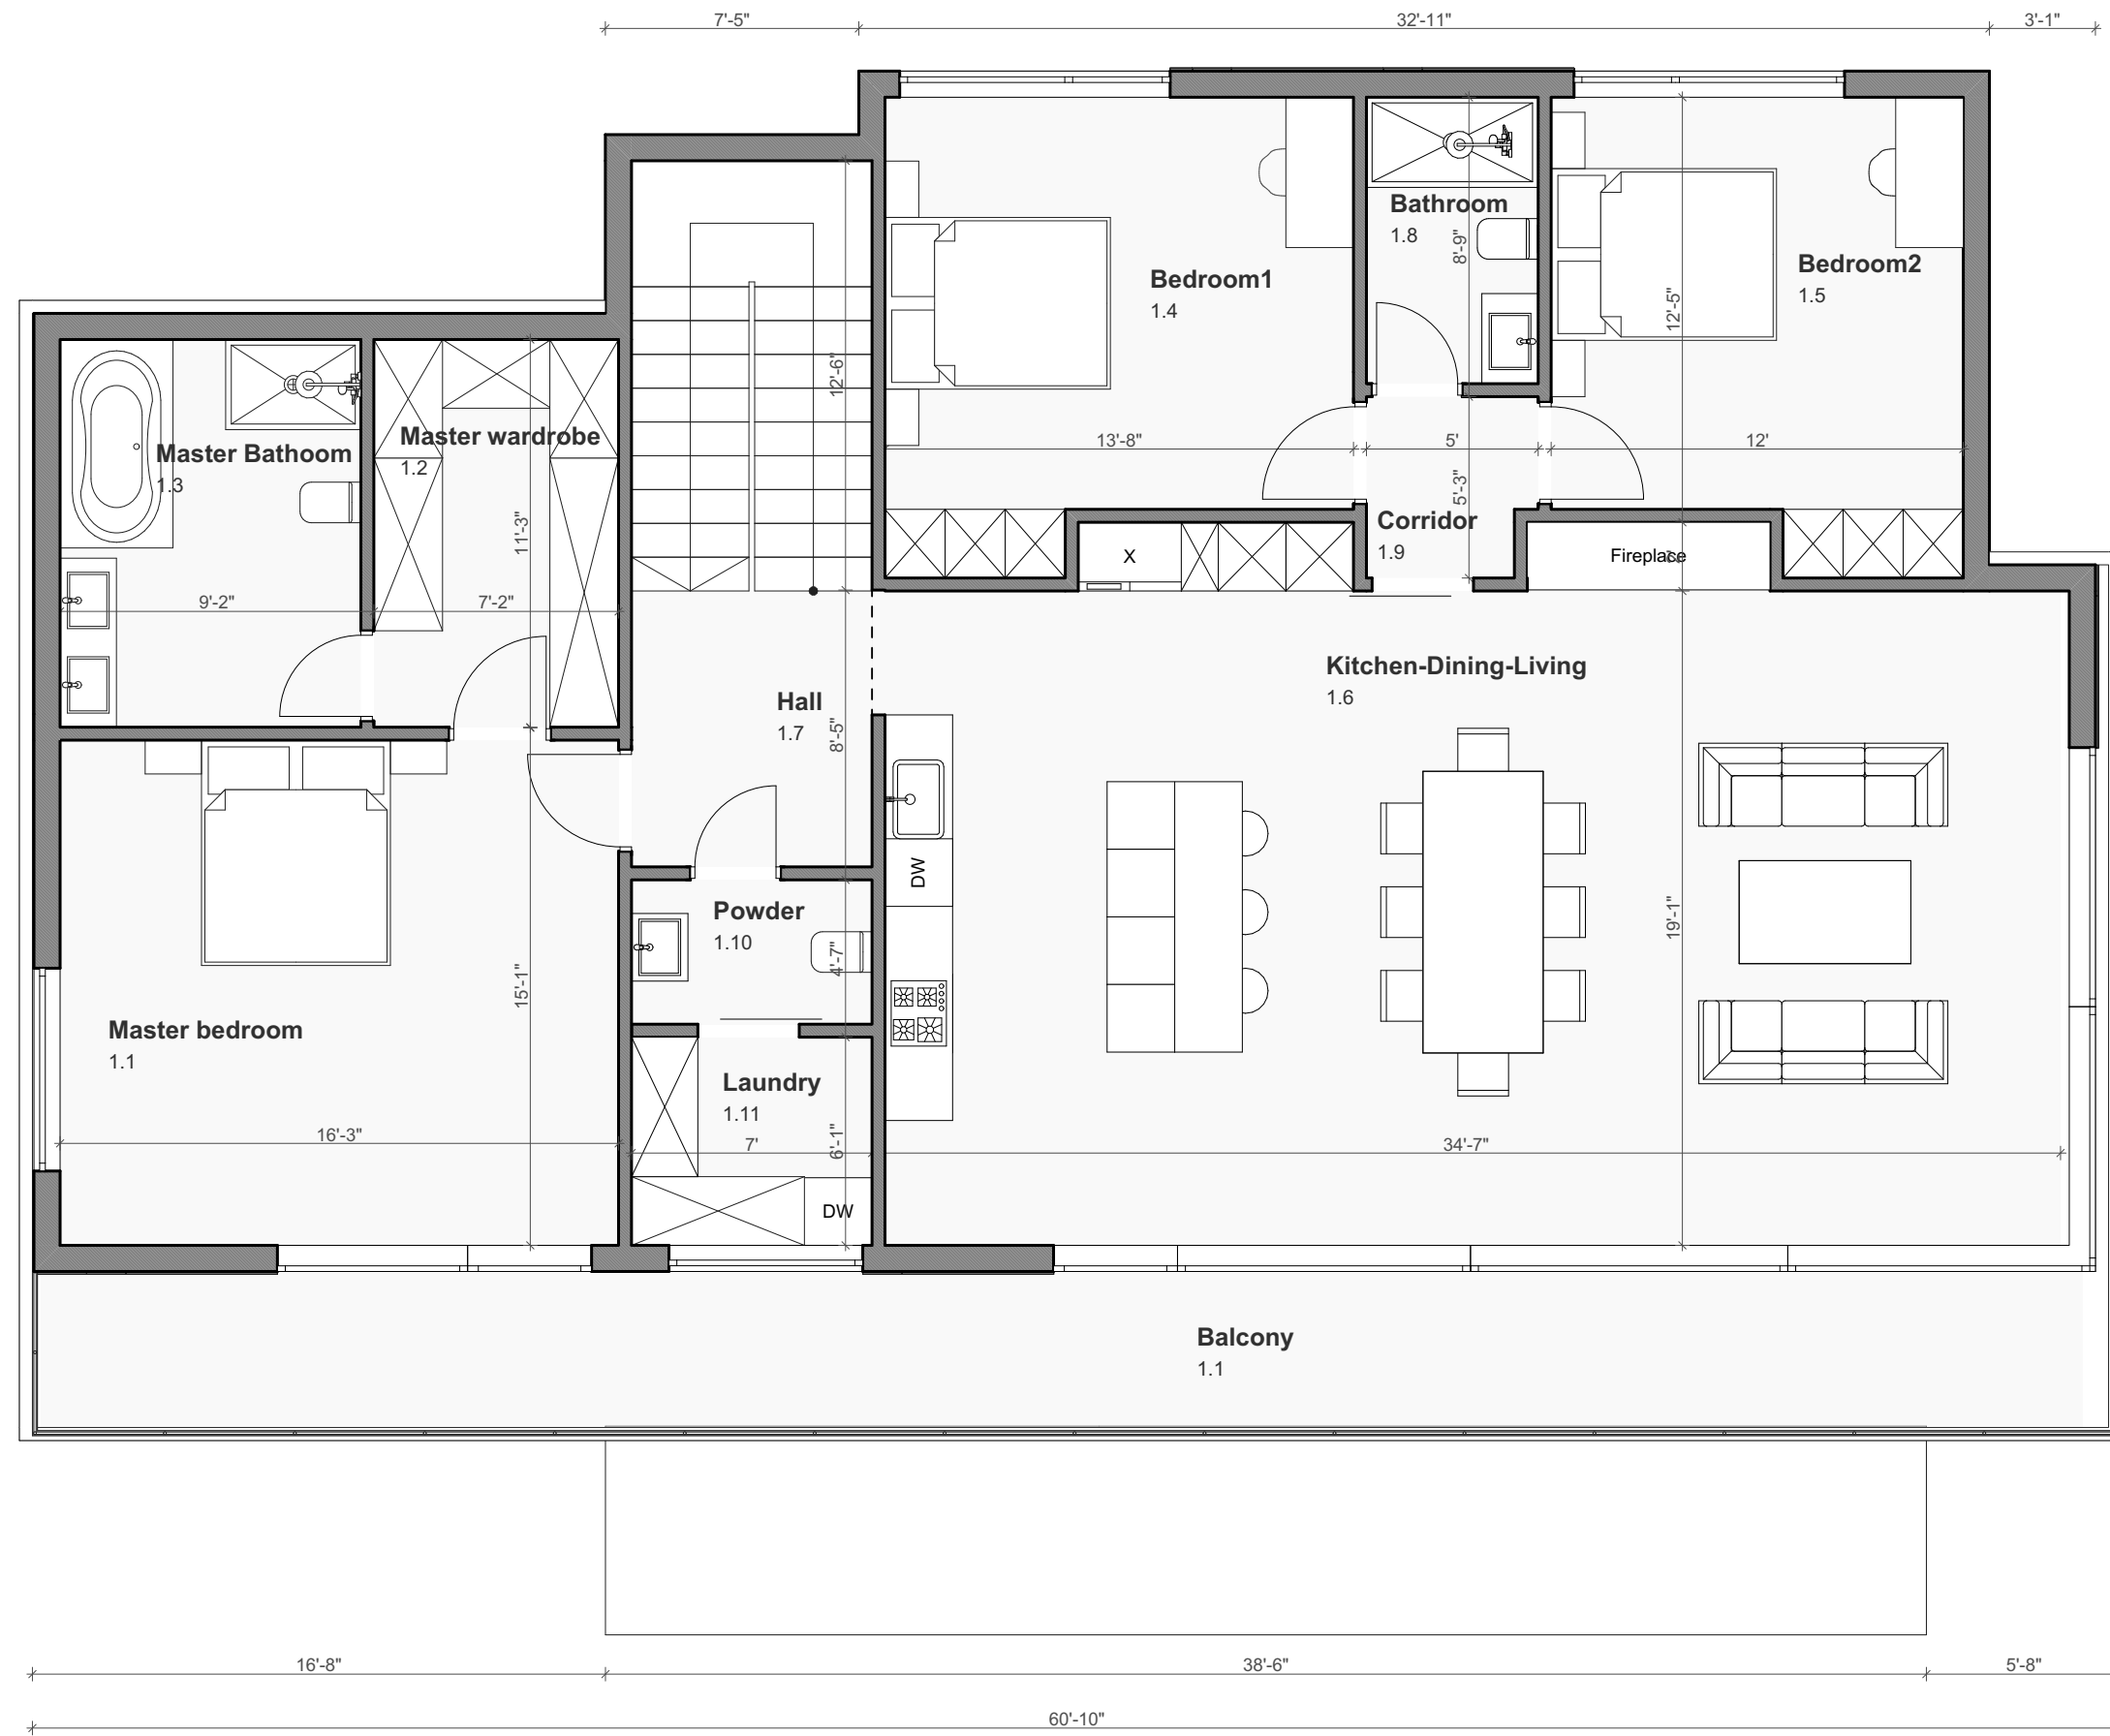 7'-5"
32'-11"
3'-1"
Bathroom
1.8
8'-9"
Bedroom2
1.5
Bedroom1
1.4
12'-5"
12'-6"
Master wardrobe
1.2
Master Bathoom
1.3
13'-8"
5'
12'
5'-3"
Corridor
1.9
11'-3"
X
Fireplace
9'-2"
7'-2"
Kitchen-Dining-Living
1.6
Hall
1.7
8'-5"
DW
Powder
1.10
4'-7"
19'-1"
15'-1"
Master bedroom
1.1
Laundry
1.11
16'-3"
7'
6'-1"
34'-7"
DW
Balcony
1.1
16'-8"
38'-6"
5'-8"
60'-10"